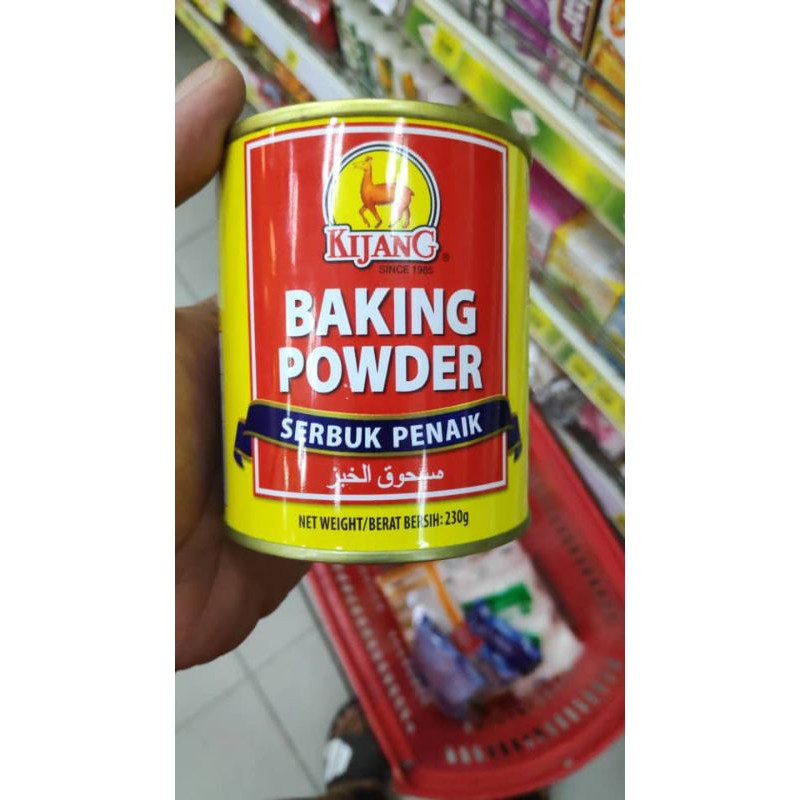 KIJANG
®
SINCE 1985
BAKING
POWDER
SERBUK PENAIK
مسحوق الخبز
NET WEIGHT/BERAT BERSIH: 230g